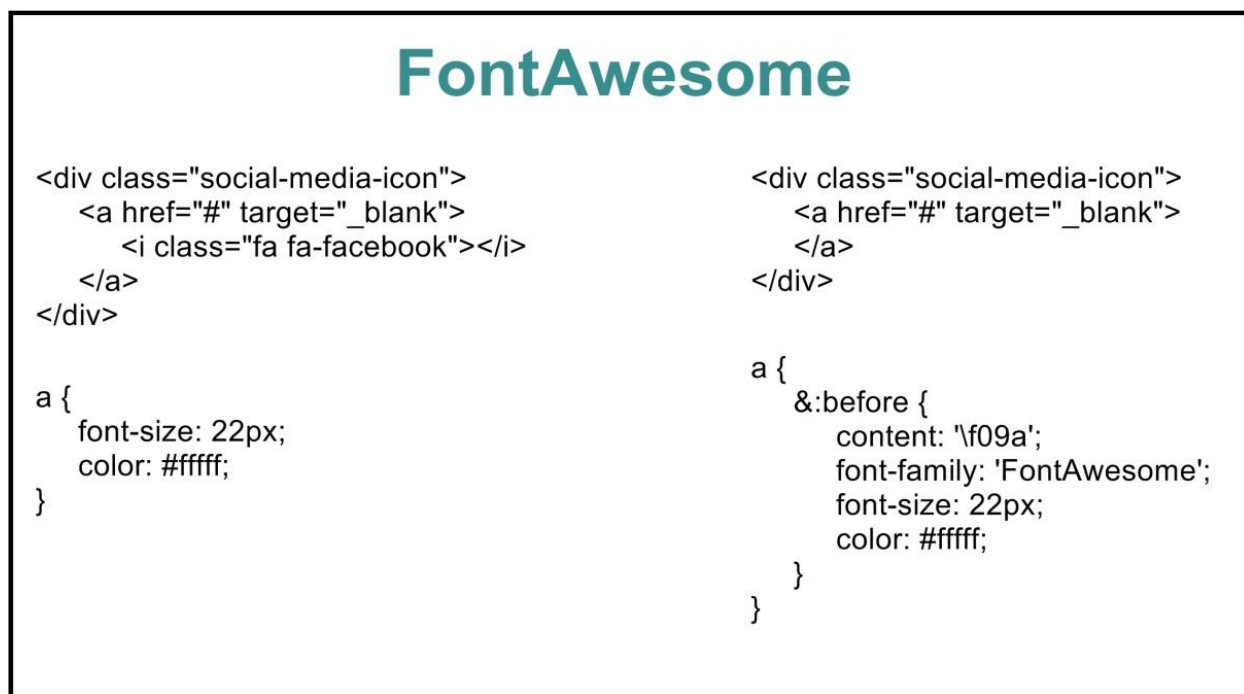 FontAwesome
<div class="social-media-icon">
<a href="#" target="_blank">
<i class="fa fa-facebook"></i>
</a>
</div>
a {
font-size: 22px;
color: #fffff;
}
<div class="social-media-icon">
<a href="#" target="_blank">
</a>
</div>
a {
&:before {
content: '\f09a';
font-family: 'FontAwesome';
font-size: 22px;
color: #fffff;
}
}